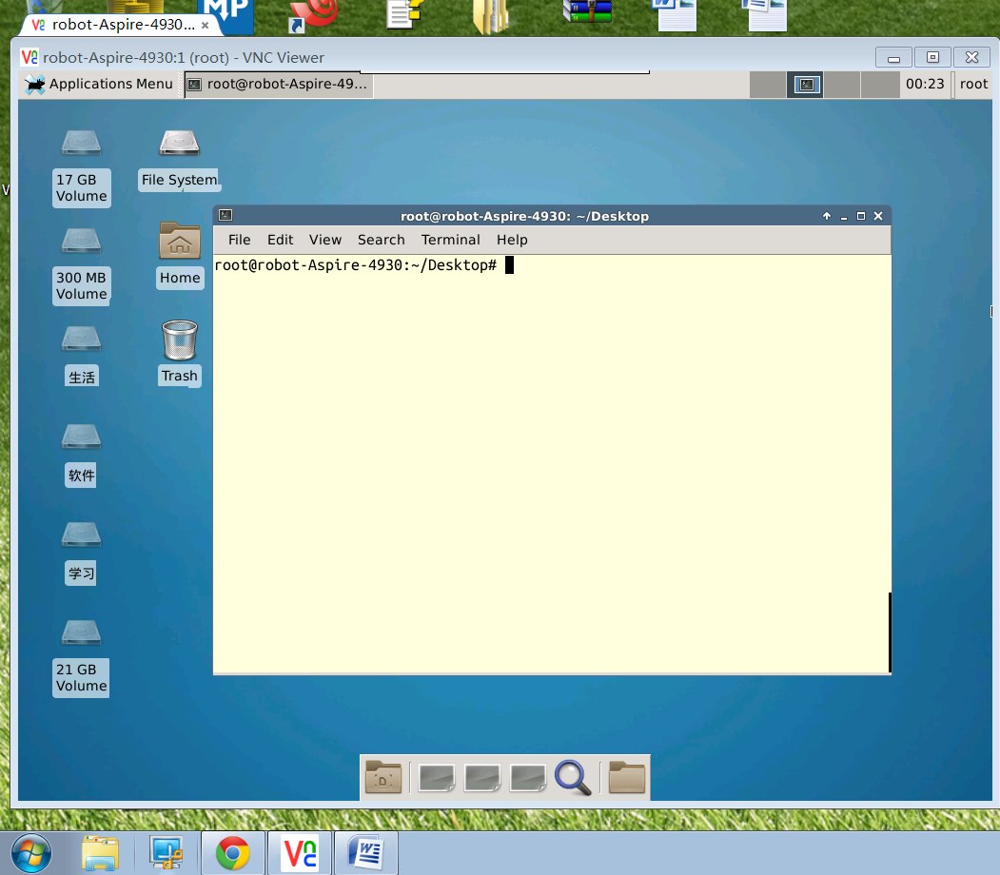 MP
robot-Aspire-4930...
robot-Aspire-4930:1 (root) - VNC Viewer
Applications Menu
root@robot-Aspire-49...
00:23
root
17 GB
Volume
File System
300 MB
Volume
Home
生活
Trash
软件
学习
21 GB
Volume
root@robot-Aspire-4930: ~/Desktop
File Edit View Search Terminal Help
root@robot-Aspire-4930:~/Desktop#